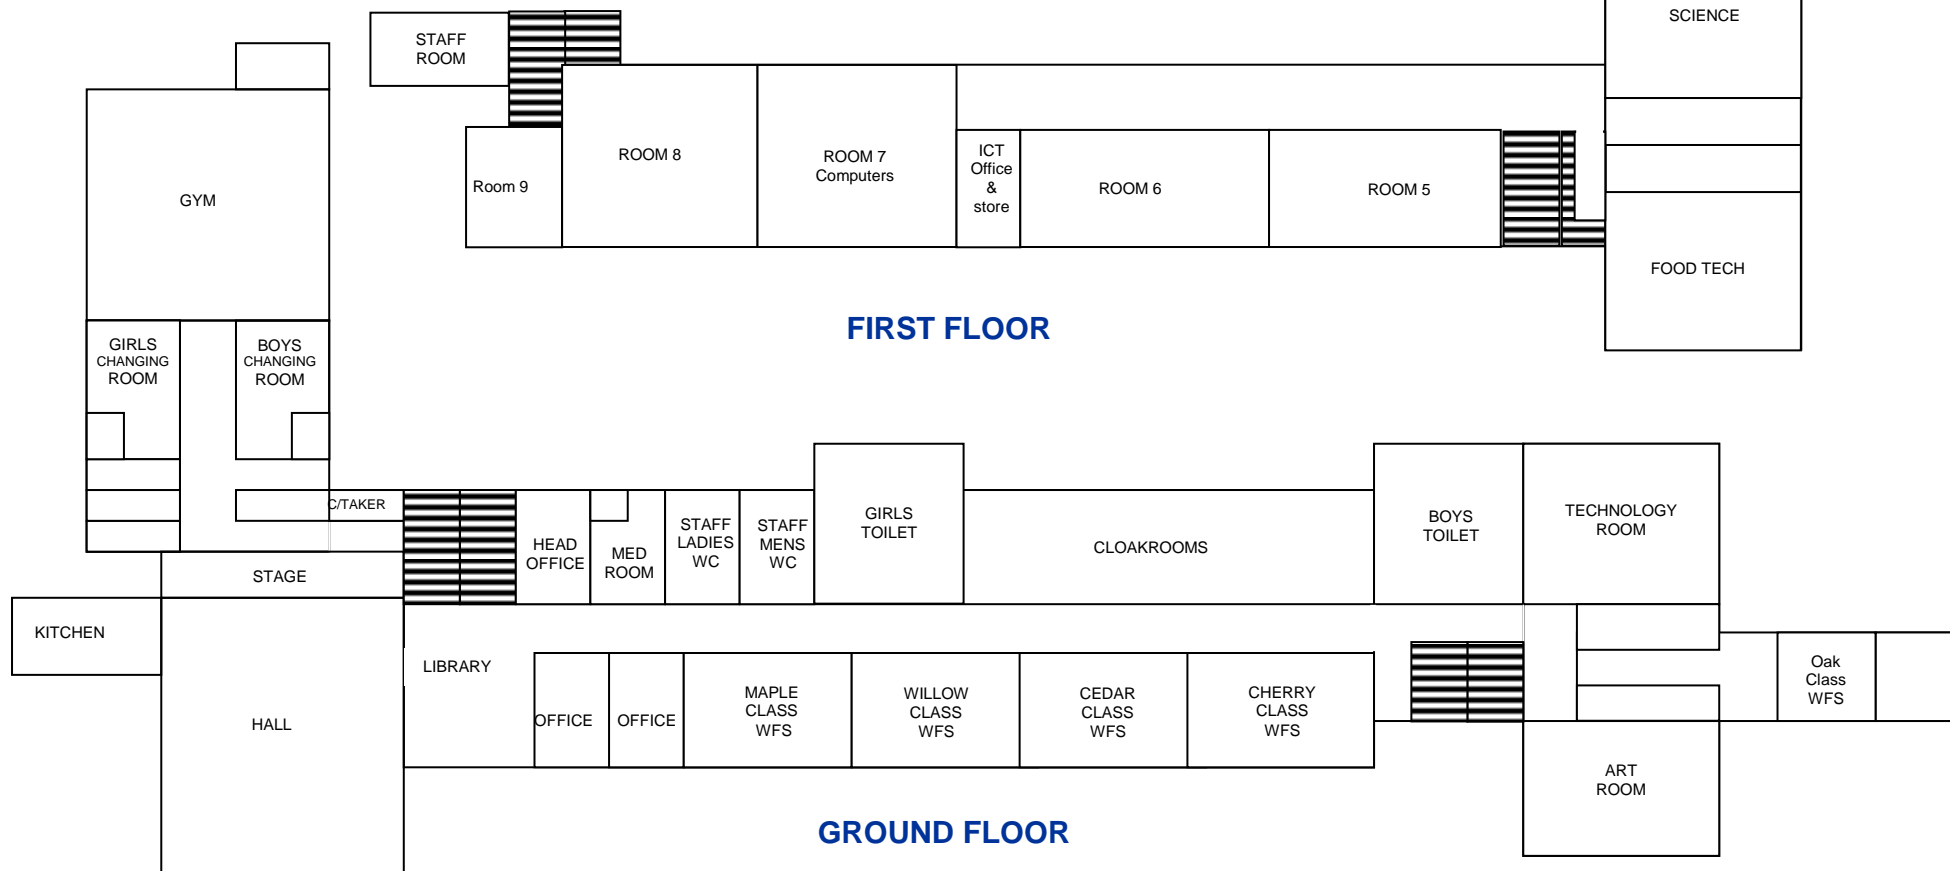 SCIENCE
STAFF
ROOM
ROOM 8
ROOM 7
Computers
ICT
Office
&
store
ROOM 6
ROOM 5
Room 9
GYM
FOOD TECH
FIRST FLOOR
GIRLS
CHANGING
ROOM
BOYS
CHANGING
ROOM
C/TAKER
HEAD
OFFICE
MED
ROOM
STAFF
LADIES
WC
STAFF
MENS
WC
GIRLS
TOILET
CLOAKROOMS
BOYS
TOILET
TECHNOLOGY
ROOM
STAGE
KITCHEN
LIBRARY
HALL
OFFICE
OFFICE
MAPLE
CLASS
WFS
WILLOW
CLASS
WFS
CEDAR
CLASS
WFS
CHERRY
CLASS
WFS
Oak
Class
WFS
ART
ROOM
GROUND FLOOR